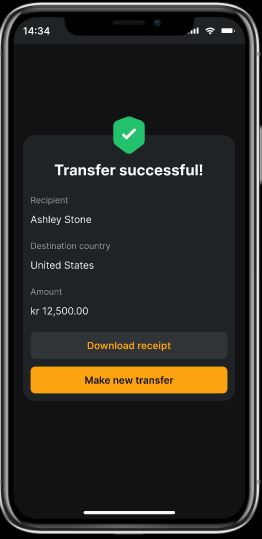 14:34
Transfer successful!
Recipient
Ashley Stone
Destination country
United States
Amount
kr 12,500.00
Download receipt
Make new transfer